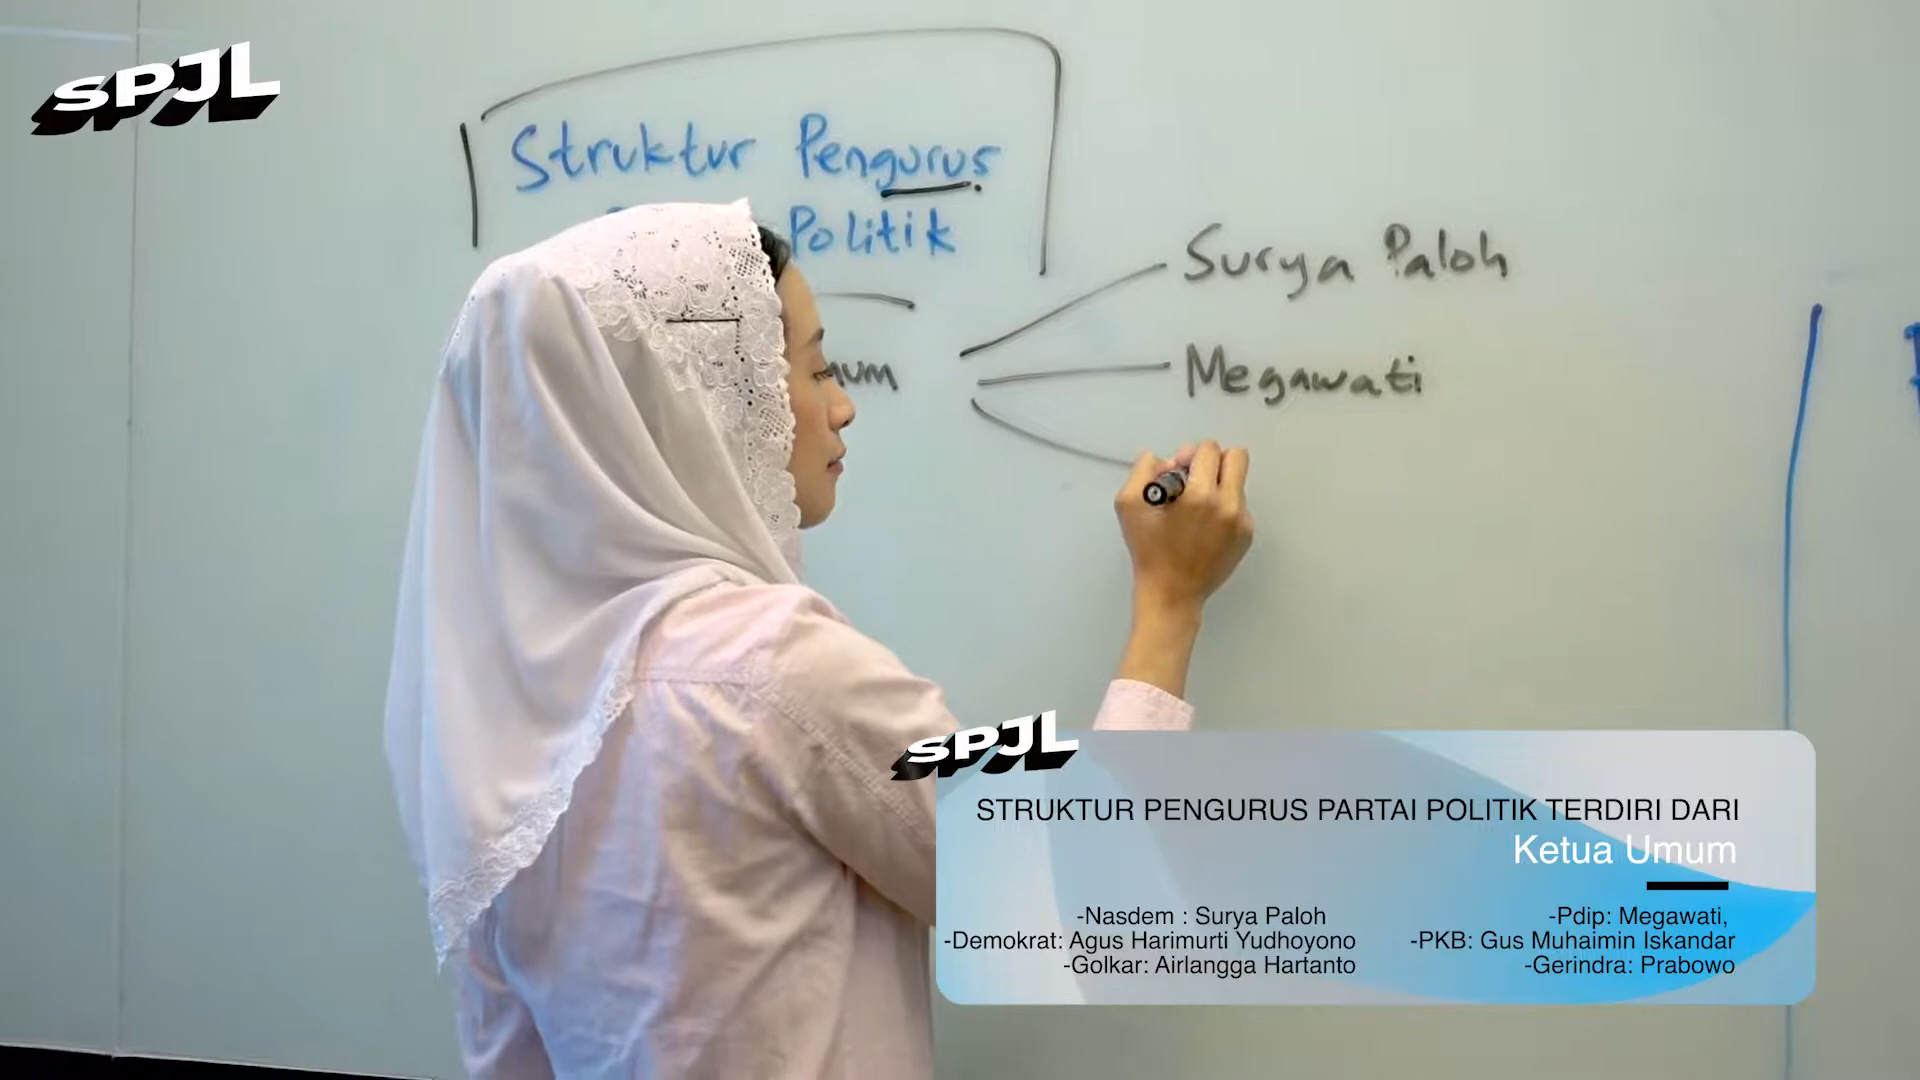 SPJL
Struktur Pengurus
Politik
Surya Paloh
Megawati
SPJL
STRUKTUR PENGURUS PARTAI POLITIK TERDIRI DARI
Ketua Umum
-Nasdem : Surya Paloh
-Demokrat: Agus Harimurti Yudhoyono
-Golkar: Airlangga Hartanto
-Pdip: Megawati,
-PKB: Gus Muhaimin Iskandar
-Gerindra: Prabowo